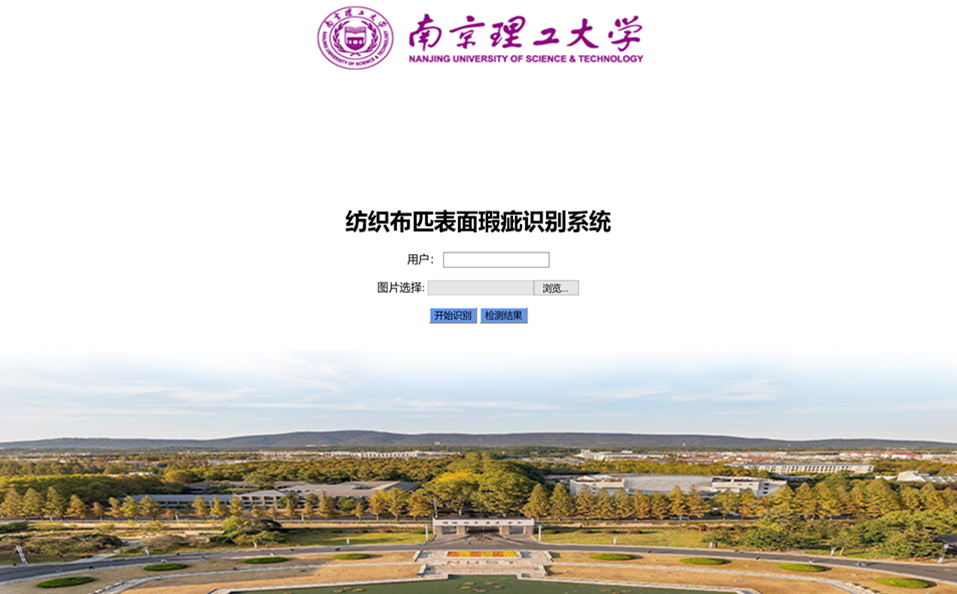 南京理工大学
NANJING UNIVERSITY OF SCIENCE & TECHNOLOGY
纺织布匹表面瑕疵识别系统
用户：
图片选择: 浏览...
开始识别 检测结果